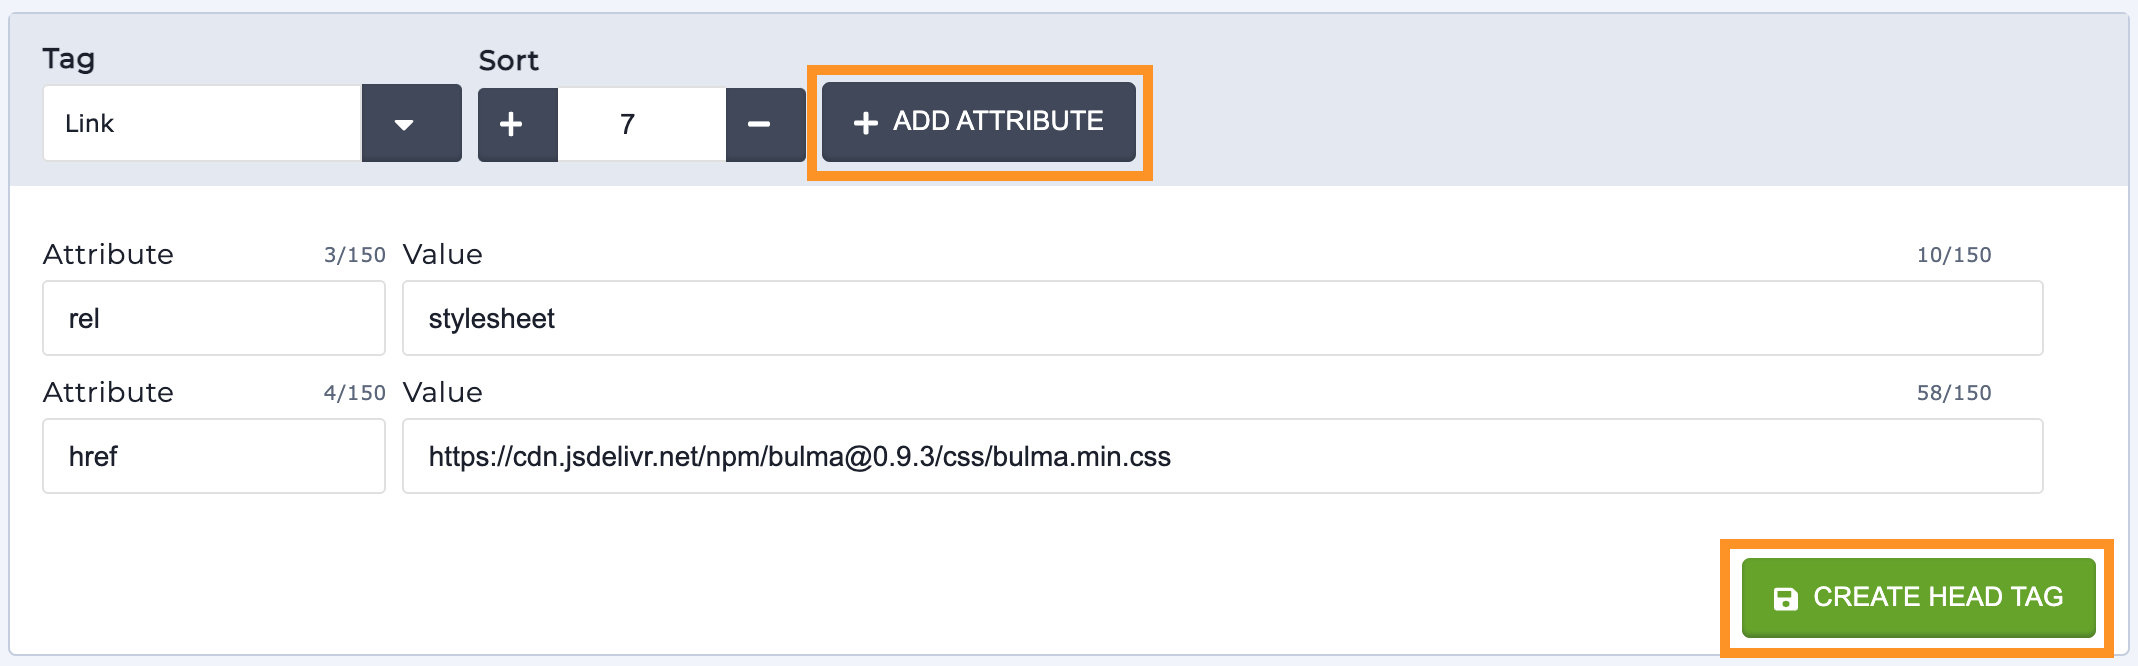 Tag
Sort
Link
7
ADD ATTRIBUTE
Attribute 3/150 Value 10/150
rel stylesheet
Attribute 4/150 Value 58/150
href https://cdn.jsdelivr.net/npm/bulma@0.9.3/css/bulma.min.css
CREATE HEAD TAG